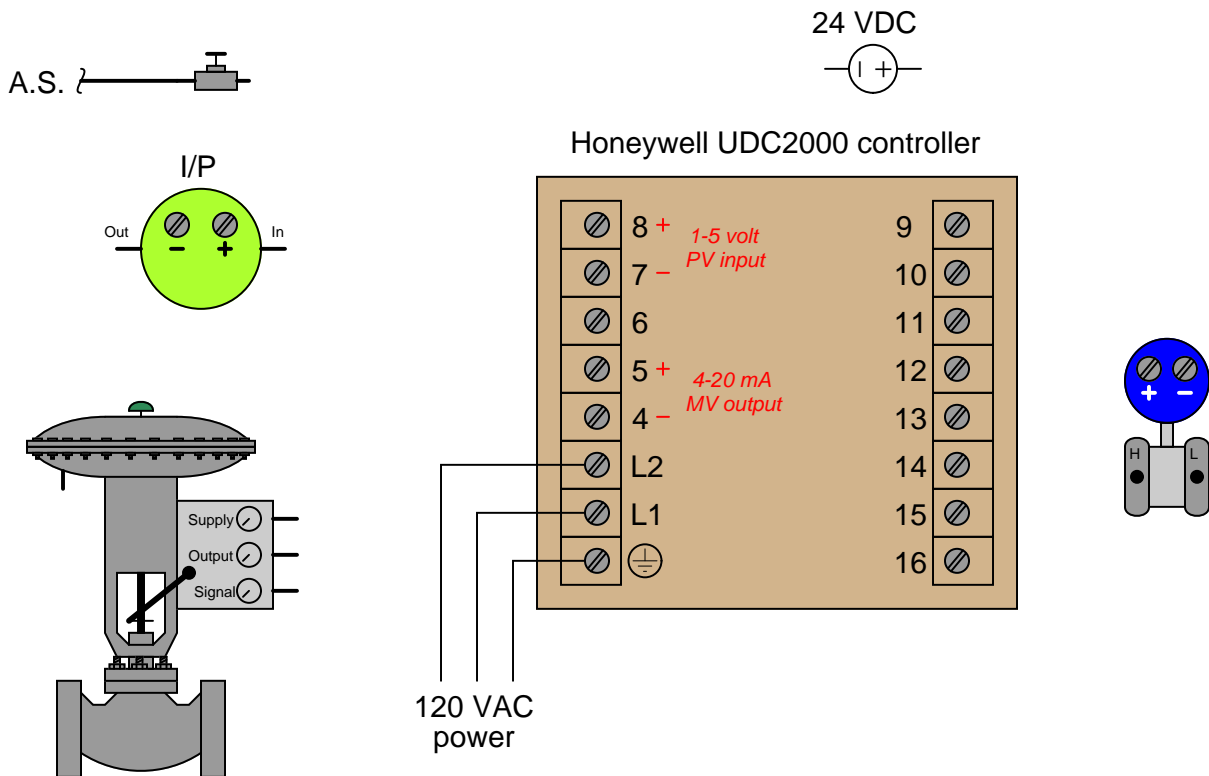 24 VDC
A.S.
Honeywell UDC2000 controller
I/P
Out
In
− +
8 +
1-5 volt
PV input
7 −
6
5 +
4-20 mA
MV output
4 −
L2
L1
9
10
11
12
13
14
15
16
+ −
H L
Supply
Output
Signal
120 VAC
power